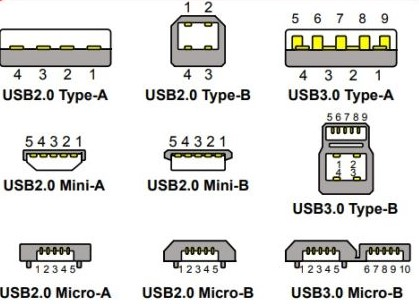 1 2
5 6 7 8 9
4 3 2 1
4 3
4 3 2 1
USB2.0 Type-A
USB2.0 Type-B
USB3.0 Type-A
5 6 7 8 9
5 4 3 2 1
5 4 3 2 1
1 2
4 3
USB2.0 Mini-A
USB2.0 Mini-B
USB3.0 Type-B
1 2 3 4 5
1 2 3 4 5
1 2 3 4 5
6 7 8 9 10
USB2.0 Micro-A
USB2.0 Micro-B
USB3.0 Micro-B